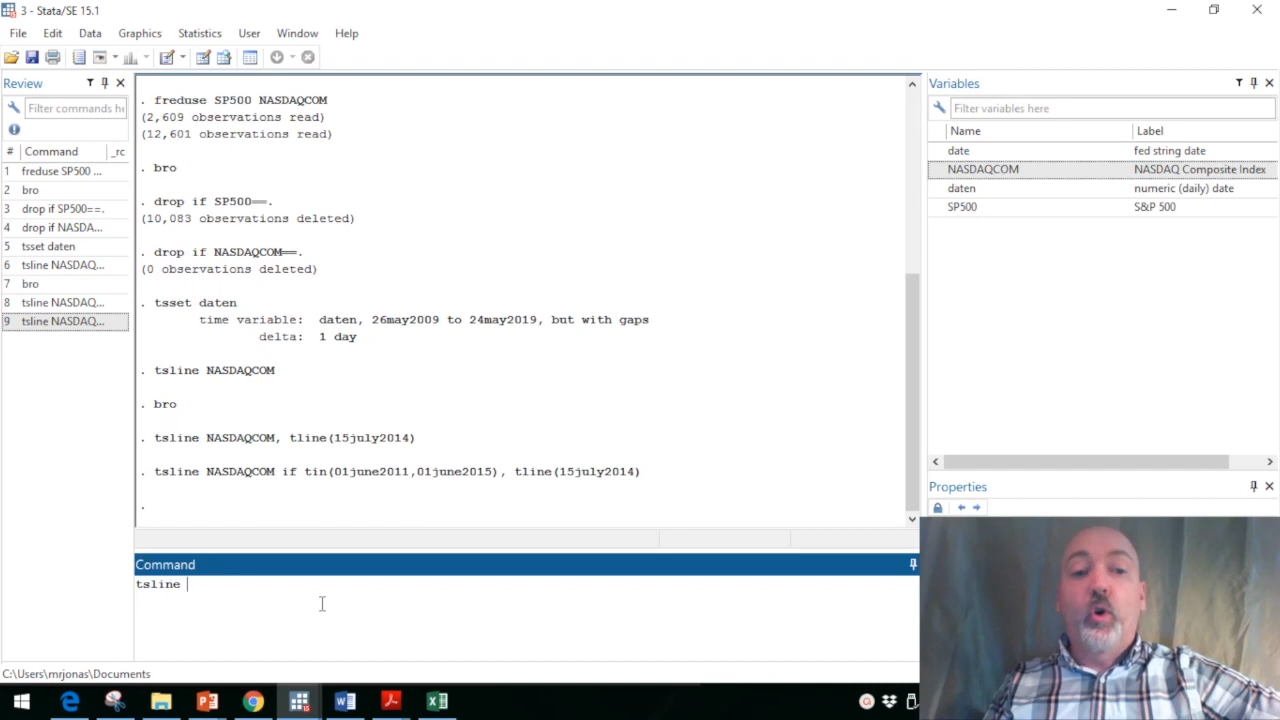 3 - Stata/SE 15.1
File Edit Data Graphics Statistics User Window Help
Review
Filter commands he
# Command _rc
1 freduse SP500 ...
2 bro
3 drop if SP500==.
4 drop if NASDA...
5 tsset daten
6 tsline NASDAQ...
7 bro
8 tsline NASDAQ...
9 tsline NASDAQ...
. freduse SP500 NASDAQCOM
(2,609 observations read)
(12,601 observations read)
. bro
. drop if SP500==.
(10,083 observations deleted)
. drop if NASDAQCOM==.
(0 observations deleted)
. tsset daten
time variable: daten, 26may2009 to 24may2019, but with gaps
delta: 1 day
. tsline NASDAQCOM
. bro
. tsline NASDAQCOM, tline(15july2014)
. tsline NASDAQCOM if tin(01june2011,01june2015), tline(15july2014)
.
Command
tsline
Variables
Filter variables here
Name Label
date fed string date
NASDAQCOM NASDAQ Composite Index
daten numeric (daily) date
SP500 S&P 500
Properties
C:\Users\mrjonas\Documents